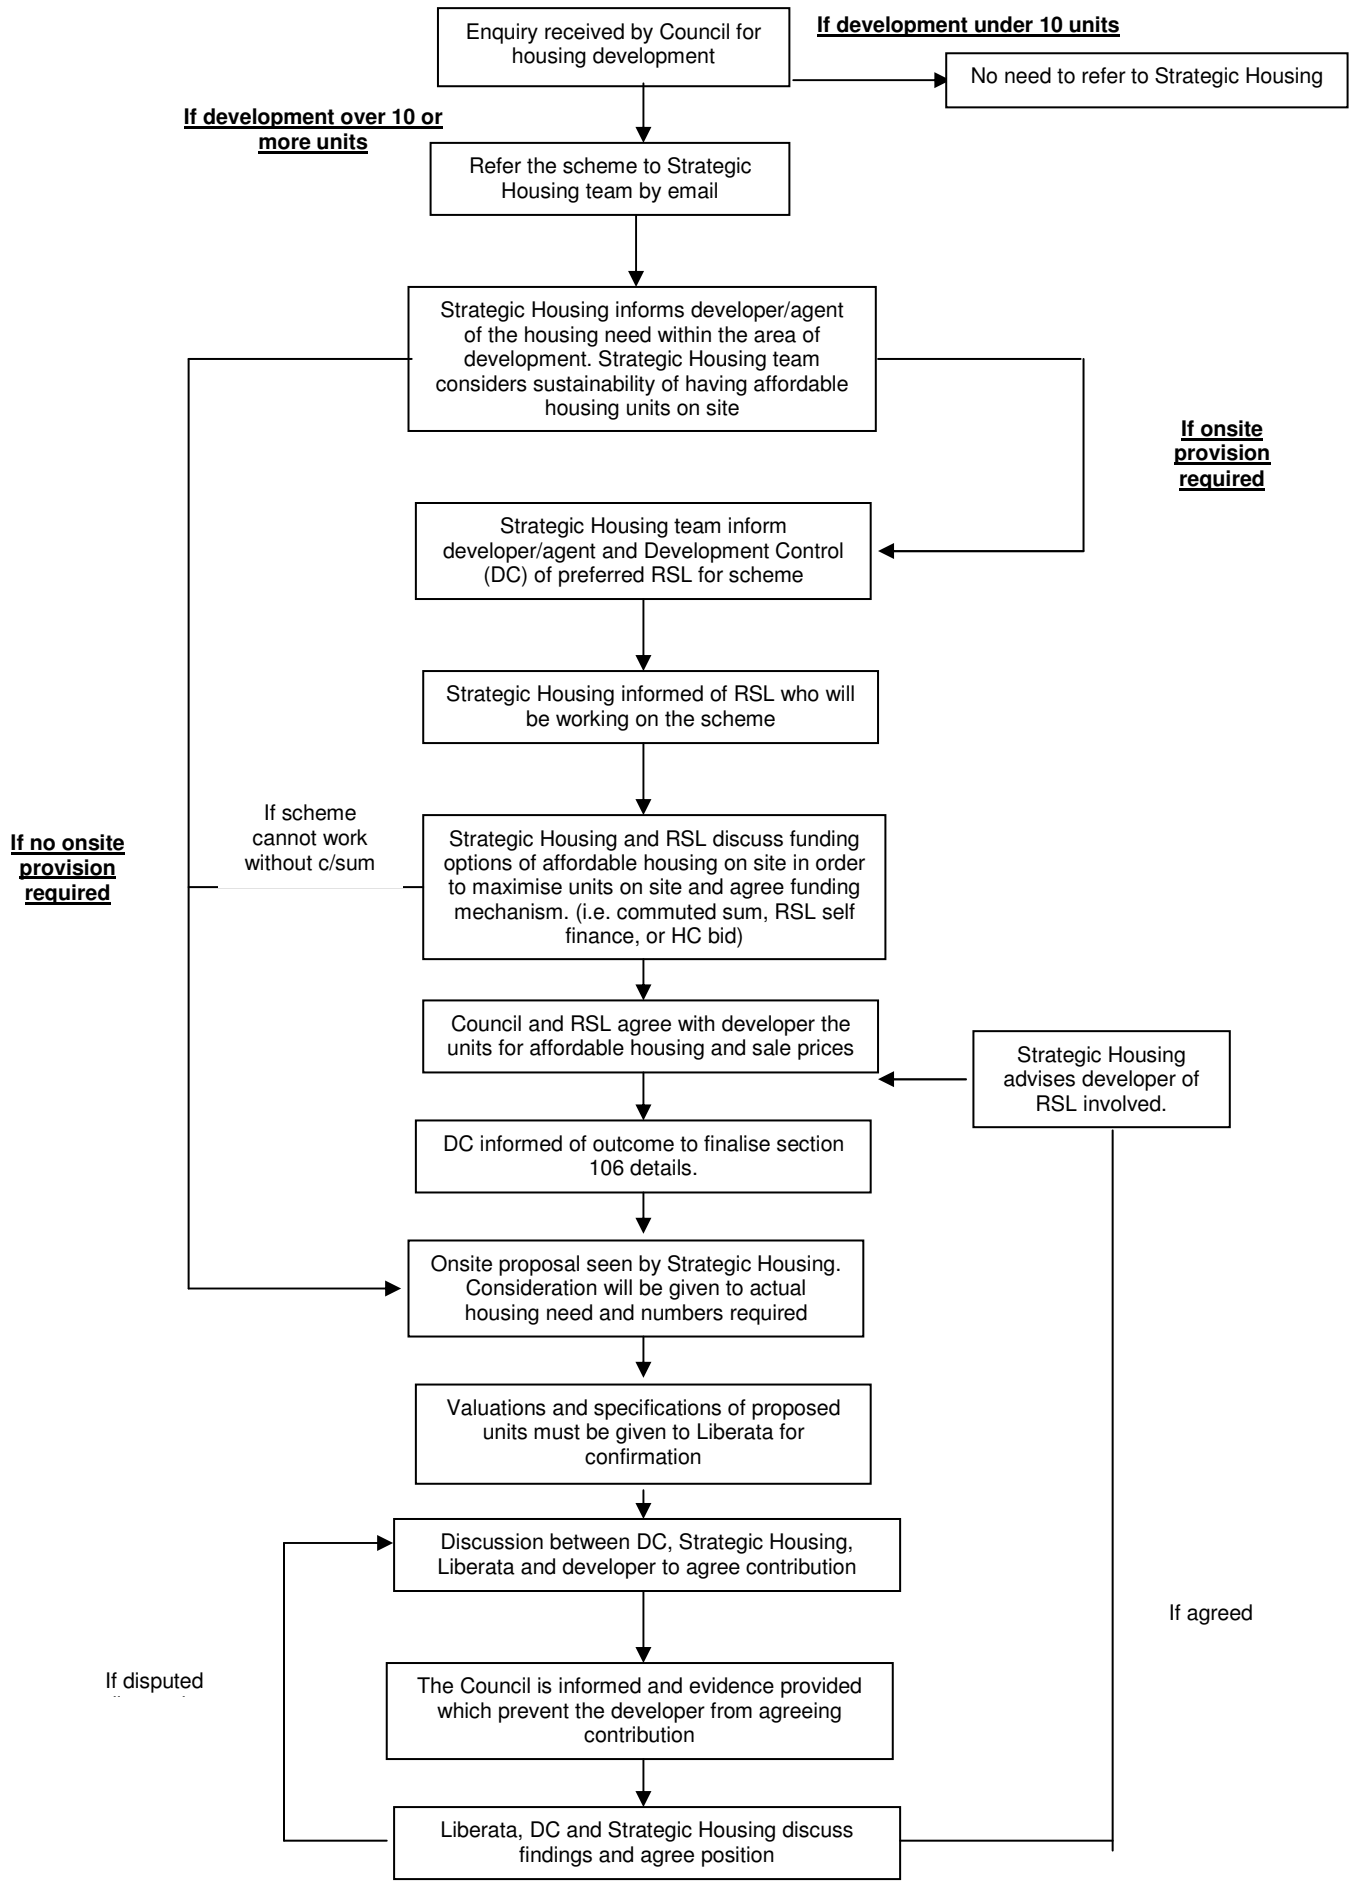 Enquiry received by Council for
housing development
If development under 10 units
No need to refer to Strategic Housing
If development over 10 or
more units
Refer the scheme to Strategic
Housing team by email
Strategic Housing informs developer/agent
of the housing need within the area of
development. Strategic Housing team
considers sustainability of having affordable
housing units on site
If onsite
provision
required
Strategic Housing team inform
developer/agent and Development Control
(DC) of preferred RSL for scheme
Strategic Housing informed of RSL who will
be working on the scheme
If scheme
cannot work
without c/sum
If no onsite
provision
required
Strategic Housing and RSL discuss funding
options of affordable housing on site in order
to maximise units on site and agree funding
mechanism. (i.e. commuted sum, RSL self
finance, or HC bid)
Council and RSL agree with developer the
units for affordable housing and sale prices
Strategic Housing
advises developer of
RSL involved.
DC informed of outcome to finalise section
106 details.
Onsite proposal seen by Strategic Housing.
Consideration will be given to actual
housing need and numbers required
Valuations and specifications of proposed
units must be given to Liberata for
confirmation
Discussion between DC, Strategic Housing,
Liberata and developer to agree contribution
If agreed
If disputed
The Council is informed and evidence provided
which prevent the developer from agreeing
contribution
Liberata, DC and Strategic Housing discuss
findings and agree position